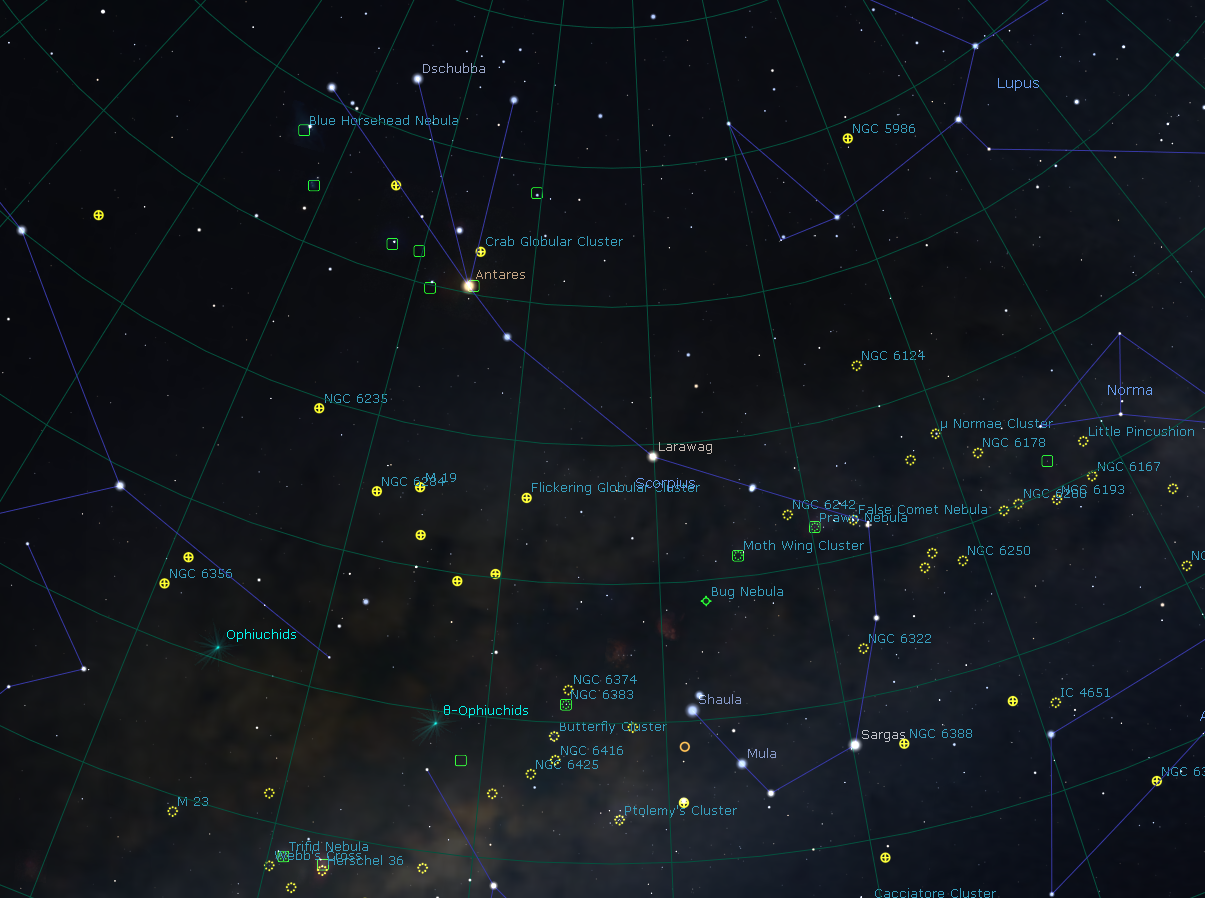 Dschubba
Lupus
Blue Horsehead Nebula
NGC 5986
Crab Globular Cluster
Antares
NGC 6124
NGC 6235
Norma
µ Normae Cluster
Little Pincushion
NGC 6178
Larawag
NGC 6167
M 19
Scorpius
Flickering Globular Cluster
NGC 6193
NGC 6242
False Comet Nebula
Prawn Nebula
Moth Wing Cluster
NGC 6250
NG
NGC 6356
Bug Nebula
Ophiuchids
NGC 6322
NGC 6374
NGC 6383
Shaula
IC 4651
θ-Ophiuchids
Butterfly Cluster
Sargas
NGC 6388
NGC 6416
Mula
NGC 6425
M 23
Ptolemy's Cluster
Trifid Nebula
Webb's Cross
Herschel 36
Cacciatore Cluster